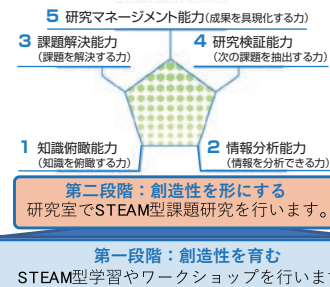 5 研究マネージメント能力(成果を具現化する力)
3 課題解決能力
(課題を解決する力)
4 研究検証能力
(次の課題を抽出する力)
1 知識俯瞰能力
(知識を俯瞰する力)
2 情報分析能力
(情報を分析できる力)
第二段階：創造性を形にする
研究室でSTEAM型課題研究を行います。
第一段階：創造性を育む
STEAM型学習やワークショップを行います